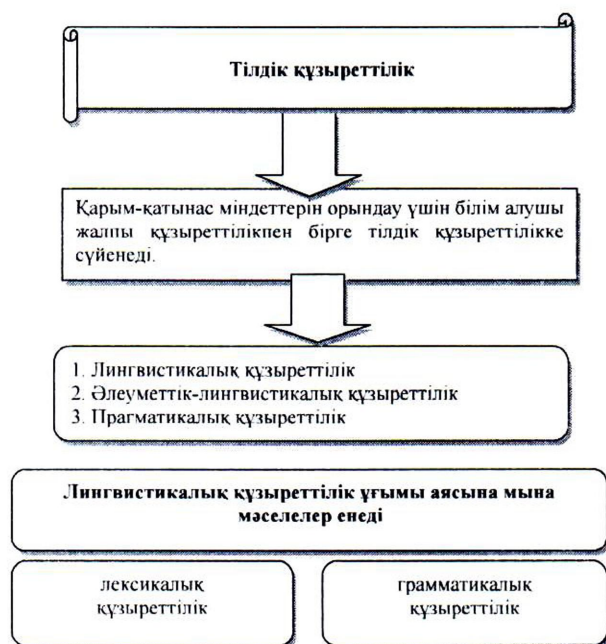 Тілдік құзыреттілік
Қарым-қатынас міндеттерін орындау үшін білім алушы
жалпы құзыреттілікпен бірге тілдік құзыреттілікке
сүйенеді.
1. Лингвистикалық құзыреттілік
2. Әлеуметтік-лингвистикалық құзыреттілік
3. Прагматикалық құзыреттілік
Лингвистикалық құзыреттілік ұғымы аясына мына
мәселелер енеді
лексикалық
құзыреттілік
грамматикалық
құзыреттілік